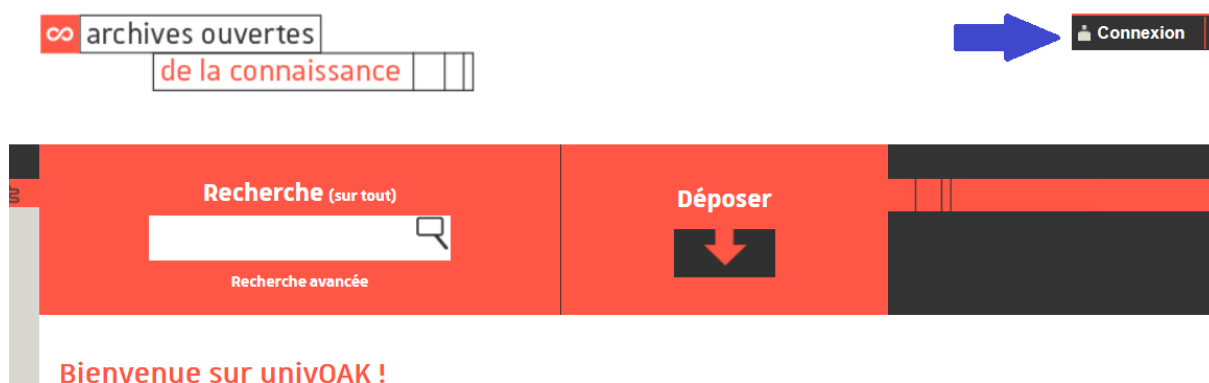 archives ouvertes
de la connaissance
Connexion
Recherche (sur tout)
Recherche avancée
Déposer
Bienvenue sur univOAK !